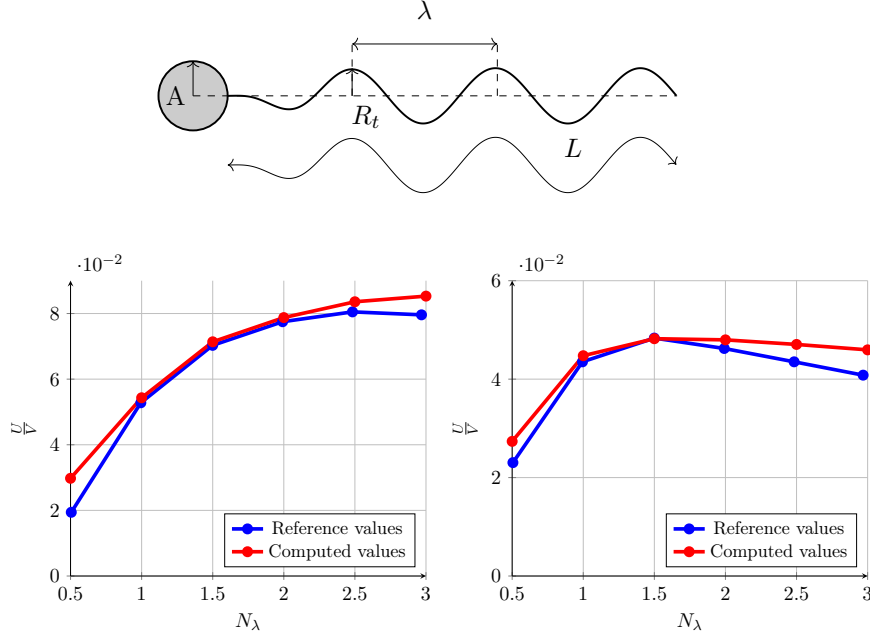 λ
A
R_t
L
·10^{-2}
8
6
4
2
0
0.5 1 1.5 2 2.5 3
U/V
N_λ
Reference values
Computed values
·10^{-2}
6
4
2
0
0.5 1 1.5 2 2.5 3
U/V
N_λ
Reference values
Computed values